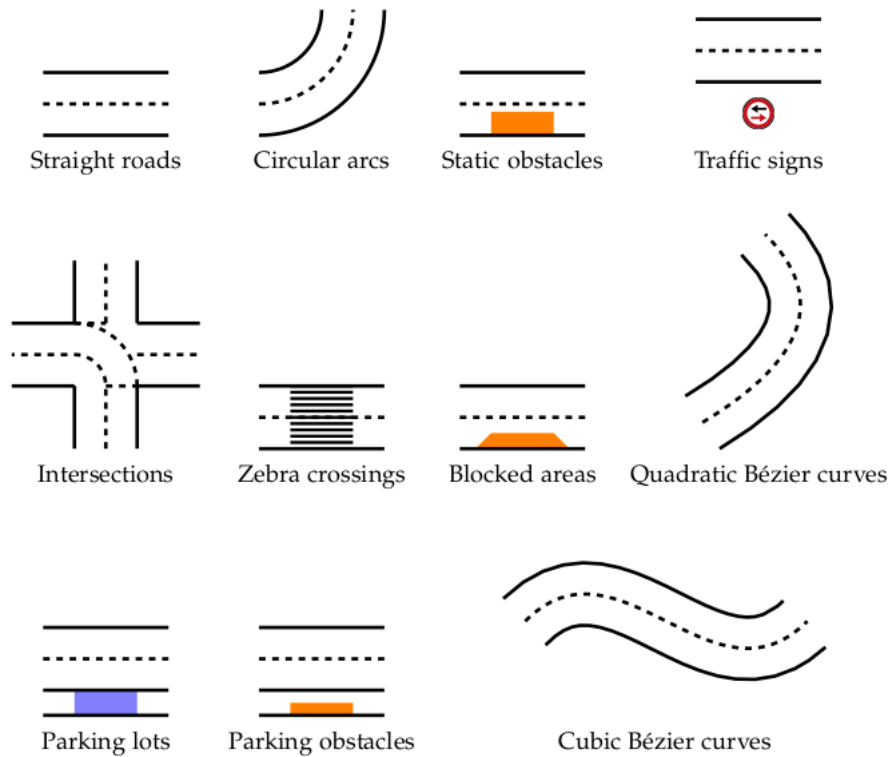 Straight roads
Circular arcs
Static obstacles
Traffic signs
Intersections
Zebra crossings
Blocked areas
Quadratic Bézier curves
Parking lots
Parking obstacles
Cubic Bézier curves